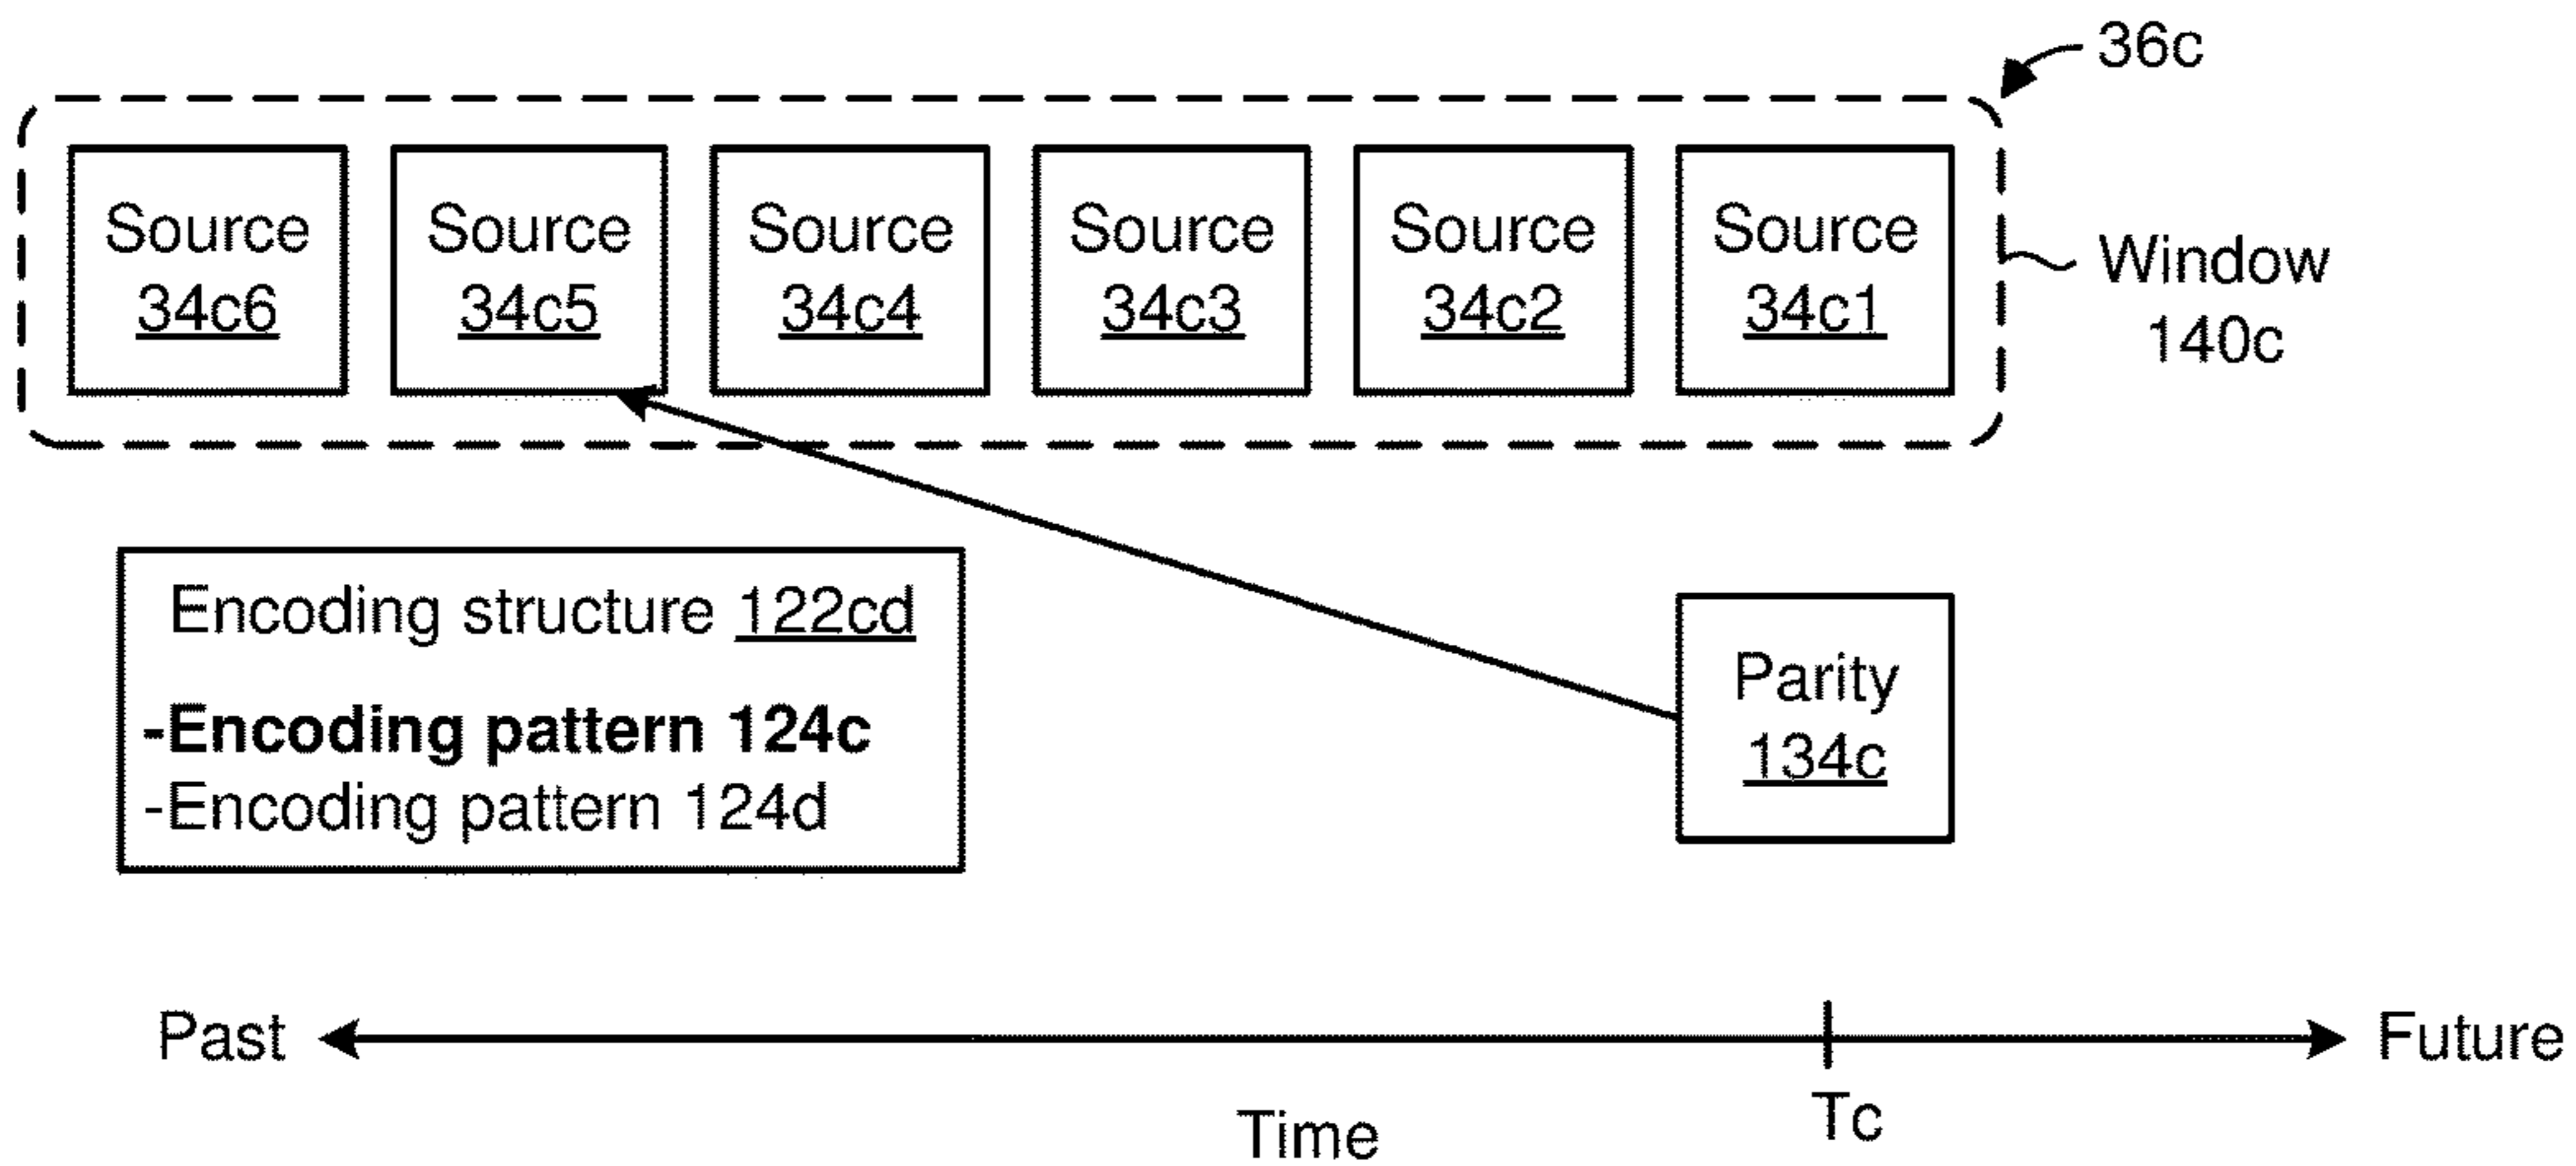 36c
Source
34c6
Source
34c5
Source
34c4
Source
34c3
Source
34c2
Source
34c1
Window
140c
Encoding structure 122cd
-Encoding pattern 124c
-Encoding pattern 124d
Parity
134c
Past
Future
Time
Tc